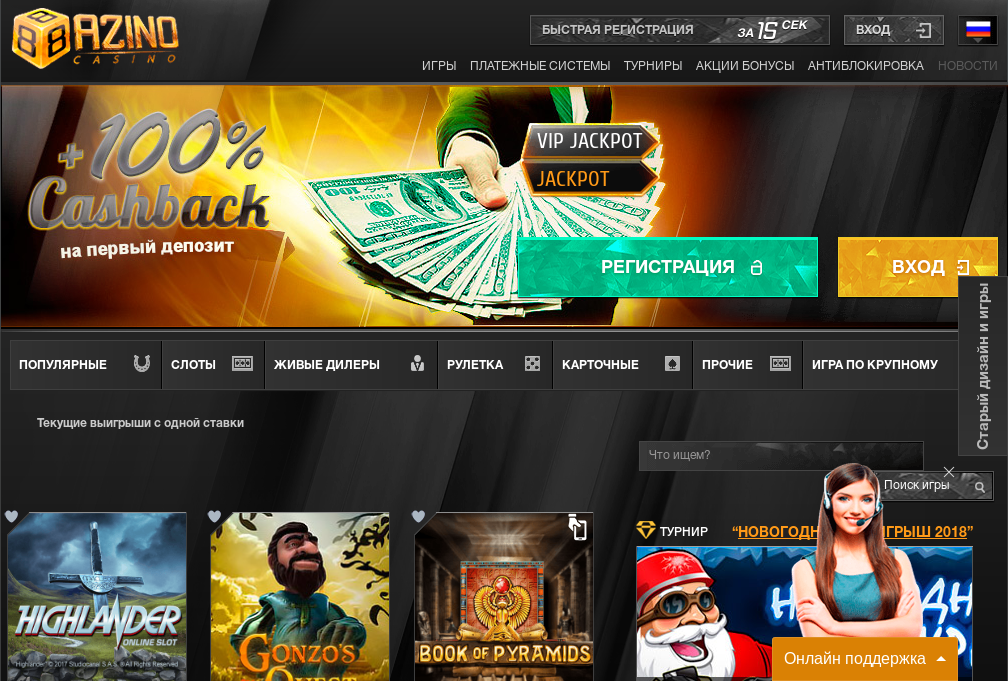 888 AZINO
CASINO
БЫСТРАЯ РЕГИСТРАЦИЯ ЗА 15 СЕК
ВХОД
ИГРЫ ПЛАТЕЖНЫЕ СИСТЕМЫ ТУРНИРЫ АКЦИИ БОНУСЫ АНТИБЛОКИРОВКА НОВОСТИ
+100%
Cashback
на первый депозит
VIP JACKPOT
JACKPOT
100
РЕГИСТРАЦИЯ
ВХОД
Старый дизайн и игры
ПОПУЛЯРНЫЕ СЛОТЫ ЖИВЫЕ ДИЛЕРЫ РУЛЕТКА КАРТОЧНЫЕ ПРОЧИЕ ИГРА ПО КРУПНОМУ
Текущие выигрыши с одной ставки
Что ищем?
Поиск игры
ТУРНИР
“НОВОГОДН ИГРЫШ 2018”
HIGHLANDER
ONLINE SLOT
Highlander © 2017 Studiocanal S.A.S. ® All Rights Reserved.
GONZO'S
QUEST
BOOK OF PYRAMIDS
Онлайн поддержка